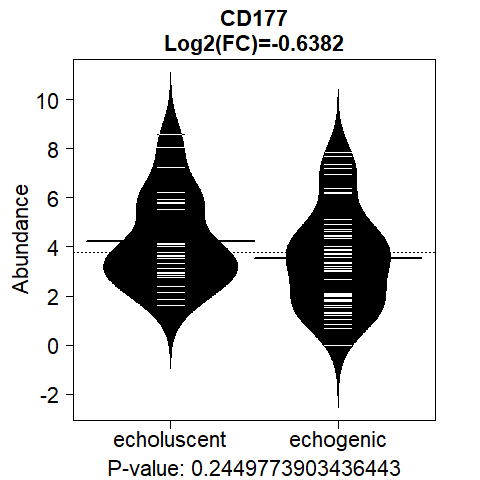 CD177
Log2(FC)=-0.6382
Abundance
10
8
6
4
2
0
-2
echoluscent echogenic
P-value: 0.2449773903436443